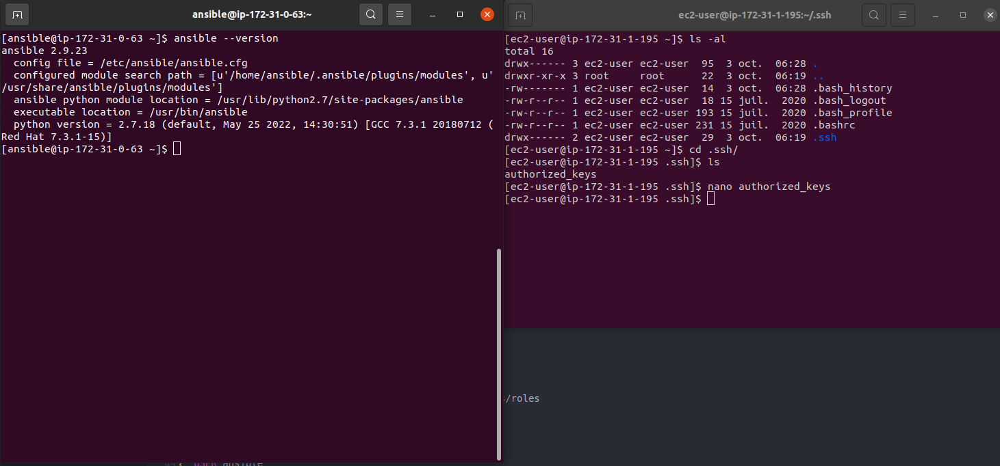 ansible@ip-172-31-0-63:~
[ansible@ip-172-31-0-63 ~]$ ansible --version
ansible 2.9.23
  config file = /etc/ansible/ansible.cfg
  configured module search path = [u'/home/ansible/.ansible/plugins/modules', u'
/usr/share/ansible/plugins/modules']
  ansible python module location = /usr/lib/python2.7/site-packages/ansible
  executable location = /usr/bin/ansible
  python version = 2.7.18 (default, May 25 2022, 14:30:51) [GCC 7.3.1 20180712 (
Red Hat 7.3.1-15)]
[ansible@ip-172-31-0-63 ~]$
ec2-user@ip-172-31-1-195:~/.ssh
[ec2-user@ip-172-31-1-195 ~]$ ls -al
total 16
drwx------ 3 ec2-user ec2-user  95  3 oct.  06:28 .
drwxr-xr-x 3 root     root      22  3 oct.  06:19 ..
-rw------- 1 ec2-user ec2-user  14  3 oct.  06:28 .bash_history
-rw-r--r-- 1 ec2-user ec2-user  18 15 juil.  2020 .bash_logout
-rw-r--r-- 1 ec2-user ec2-user 193 15 juil.  2020 .bash_profile
-rw-r--r-- 1 ec2-user ec2-user 231 15 juil.  2020 .bashrc
drwx------ 2 ec2-user ec2-user  29  3 oct.  06:19 .ssh
[ec2-user@ip-172-31-1-195 ~]$ cd .ssh/
[ec2-user@ip-172-31-1-195 .ssh]$ ls
authorized_keys
[ec2-user@ip-172-31-1-195 .ssh]$ nano authorized_keys
[ec2-user@ip-172-31-1-195 .ssh]$
/roles
ansible